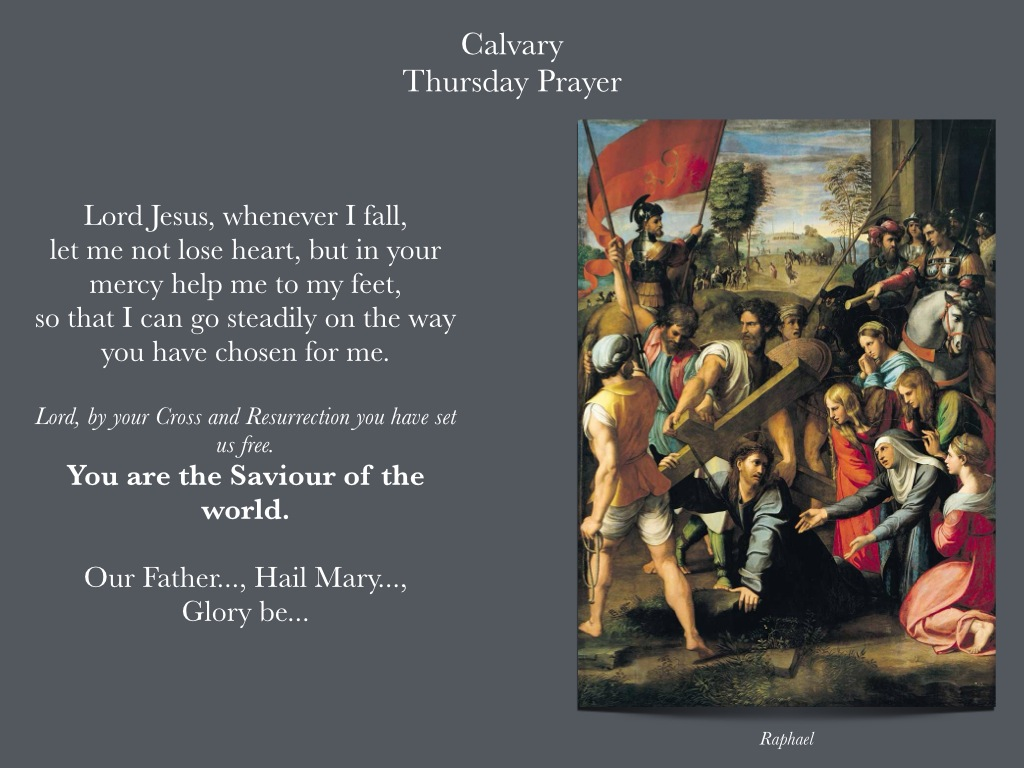 Calvary
Thursday Prayer
Lord Jesus, whenever I fall,
let me not lose heart, but in your
mercy help me to my feet,
so that I can go steadily on the way
you have chosen for me.
Lord, by your Cross and Resurrection you have set
us free.
You are the Saviour of the
world.
Our Father..., Hail Mary...,
Glory be...
Raphael